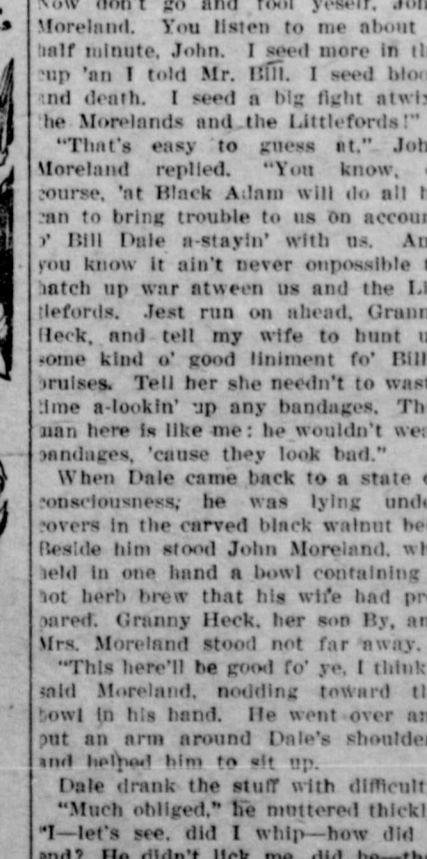 Now don't go and fool yeself, Joh
Moreland. You listen to me about
half minute, John. I seed more in th
cup 'an I told Mr. Bill. I seed bloo
and death. I seed a big fight atwix
the Morelands and the Littlefords!"
"That's easy to guess at," Joh
Moreland replied. "You know, o
course, 'at Black Adam will do all h
can to bring trouble to us on accoun
o' Bill Dale a-stayin' with us. An
you know it ain't never onpossible t
hatch up war atween us and the Li
tlefords. Jest run on ahead, Grann
Heck, and tell my wife to hunt u
some kind o' good liniment fo' Bill
bruises. Tell her she needn't to wast
time a-lookin' up any bandages. Th
man here is like me; he wouldn't wea
bandages, 'cause they look bad."
When Dale came back to a state o
consciousness, he was lying unde
covers in the carved black walnut be
Beside him stood John Moreland, wh
held in one hand a bowl containing
hot herb brew that his wife had pre
pared. Granny Heck, her son By, an
Mrs. Moreland stood not far away.
"This here'll be good fo' ye, I think
said Moreland, nodding toward th
bowl in his hand. He went over an
put an arm around Dale's shoulder
and helped him to sit up.
Dale drank the stuff with difficult
"Much obliged," he muttered thickl
"I—let's see, did I whip—how did
and? He didn't lick me, did he—the